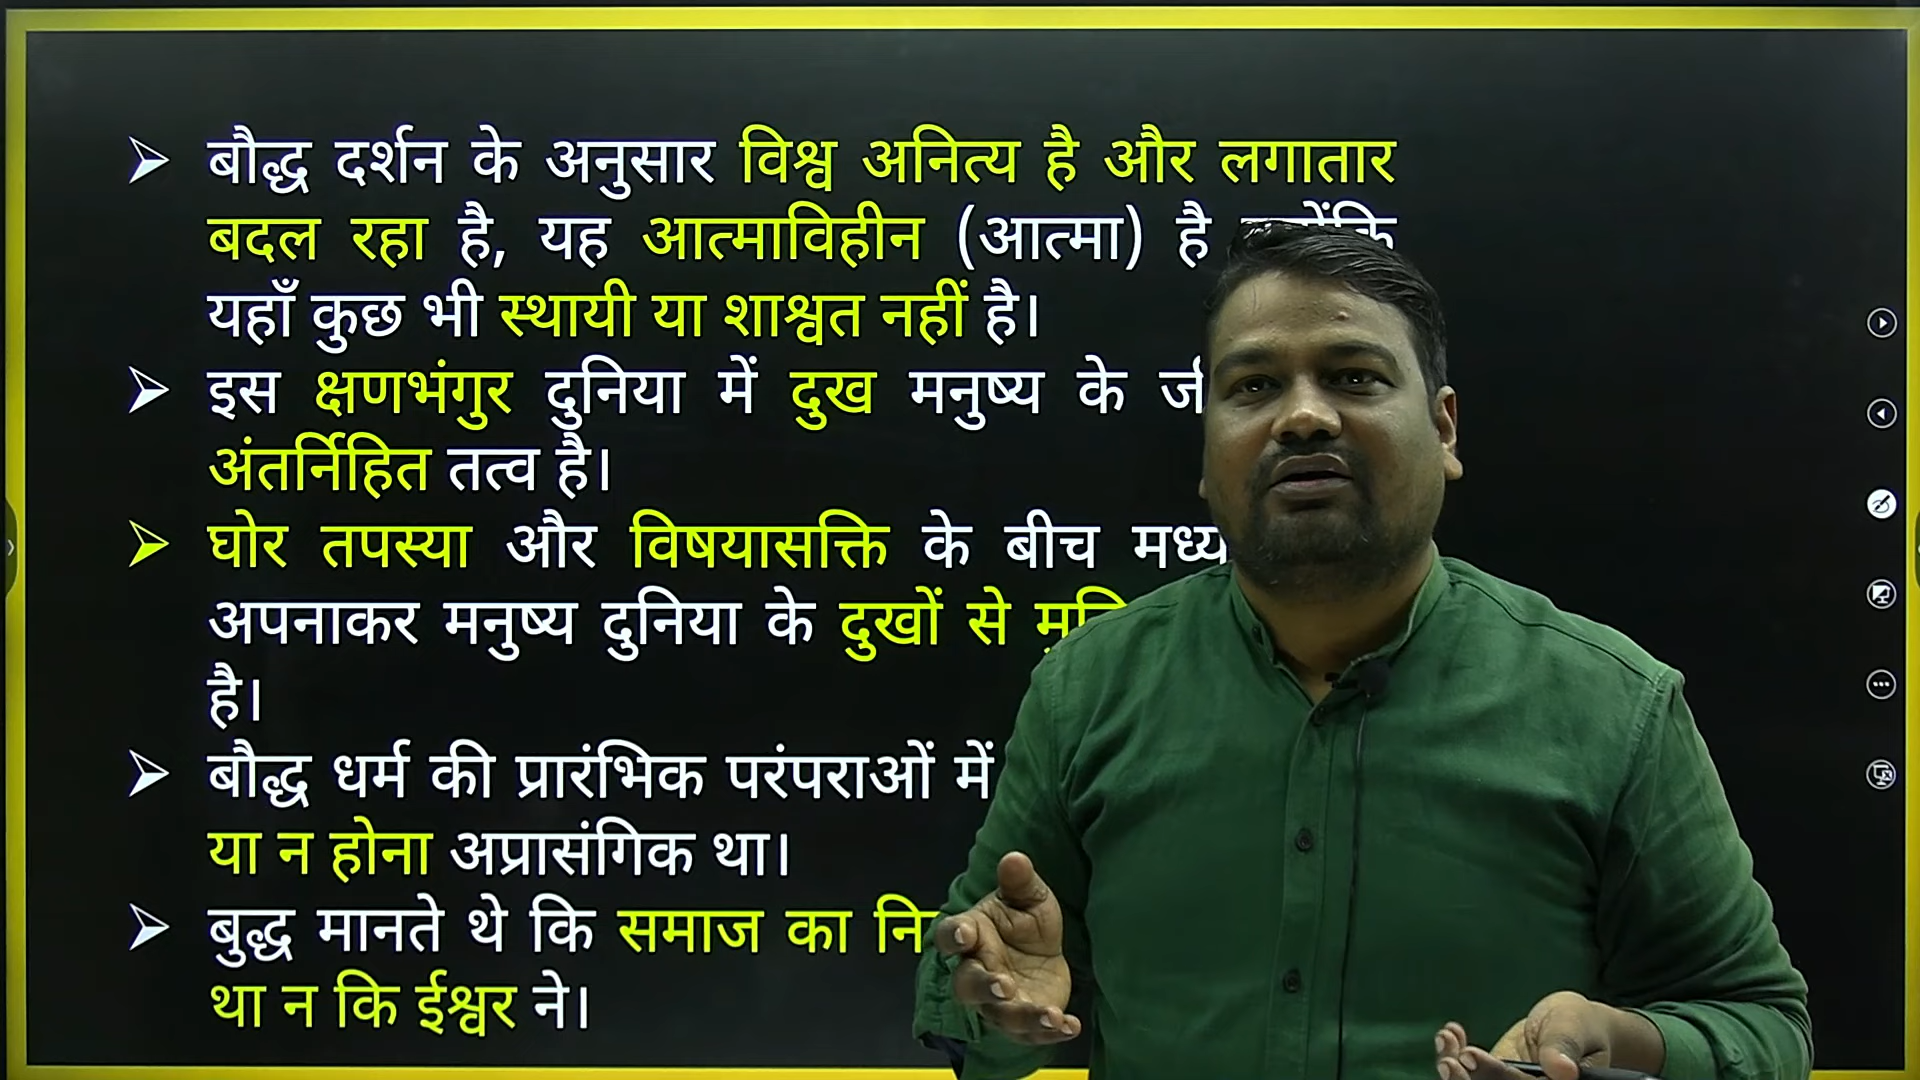 बौद्ध दर्शन के अनुसार विश्व अनित्य है और लगातार
बदल रहा है, यह आत्माविहीन (आत्मा) है
यहाँ कुछ भी स्थायी या शाश्वत नहीं है।
इस क्षणभंगुर दुनिया में दुख मनुष्य के
अंतर्निहित तत्व है।
घोर तपस्या और विषयासक्ति के बीच
अपनाकर मनुष्य दुनिया के दुखों से
है।
बौद्ध धर्म की प्रारंभिक परंपराओं में
या न होना अप्रासंगिक था।
बुद्ध मानते थे कि समाज का
था न कि ईश्वर ने।